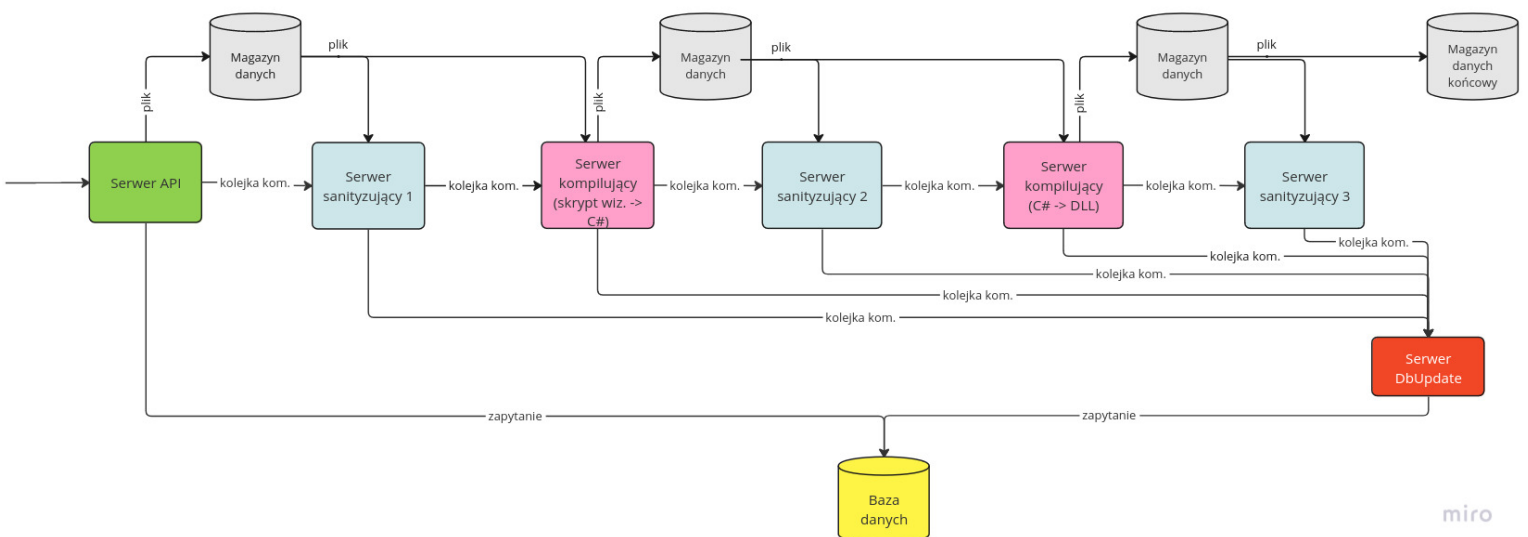 plik
plik
plik
Magazyn
danych
Magazyn
danych
Magazyn
danych
Magazyn
danych
końcowy
plik
plik
plik
Serwer API
kolejka kom.
Serwer
sanityzujący 1
kolejka kom.
Serwer
kompilujący
(skrypt wiz. ->
C#)
kolejka kom.
Serwer
sanityzujący 2
kolejka kom.
Serwer
kompilujący
(C# -> DLL)
kolejka kom.
Serwer
sanityzujący 3
kolejka kom.
kolejka kom.
kolejka kom.
kolejka kom.
kolejka kom.
Serwer
DbUpdate
zapytanie
zapytanie
Baza
danych
miro